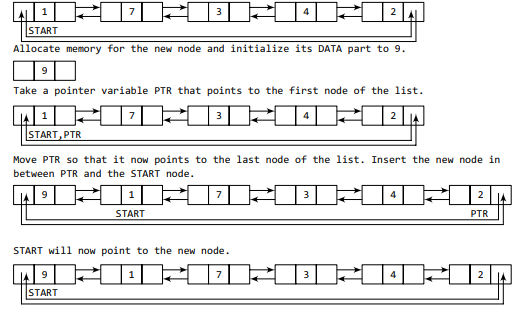 1 7 3 4 2
START
Allocate memory for the new node and initialize its DATA part to 9.
9
Take a pointer variable PTR that points to the first node of the list.
1 7 3 4 2
START,PTR
Move PTR so that it now points to the last node of the list. Insert the new node in
between PTR and the START node.
9 1 7 3 4 2
START PTR
START will now point to the new node.
9 1 7 3 4 2
START